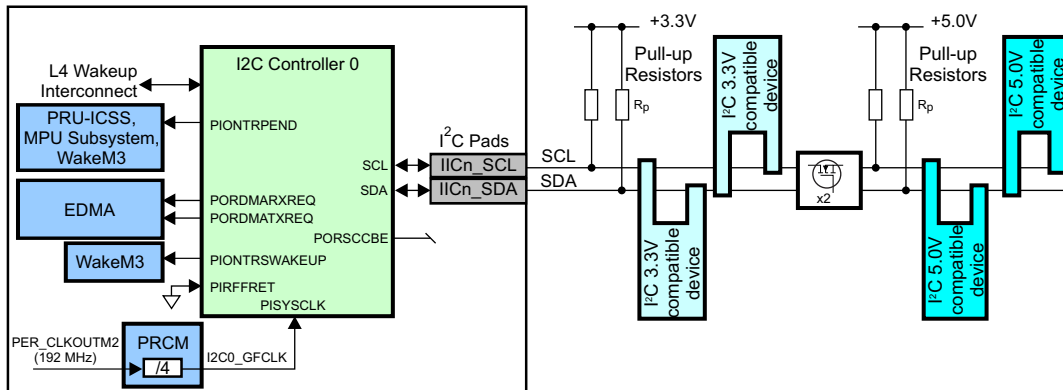 I2C Controller 0
L4 Wakeup
Interconnect
PRU-ICSS,
MPU Subsystem,
WakeM3
PIONTRPEND
EDMA
PORDMARXREQ
PORDMATXREQ
WakeM3
PIONTRSWAKEUP
PIRFFRET
PISYSCLK
SCL
SDA
PORSCCBE
PER_CLKOUTM2
(192 MHz)
PRCM
/4
I2C0_GFCLK
I2C Pads
IICn_SCL
IICn_SDA
SCL
SDA
+3.3V
Pull-up
Resistors
Rp
I²C 3.3V
compatible
device
I²C 3.3V
compatible
device
x2
+5.0V
Pull-up
Resistors
Rp
I²C 5.0V
compatible
device
I²C 5.0V
compatible
device